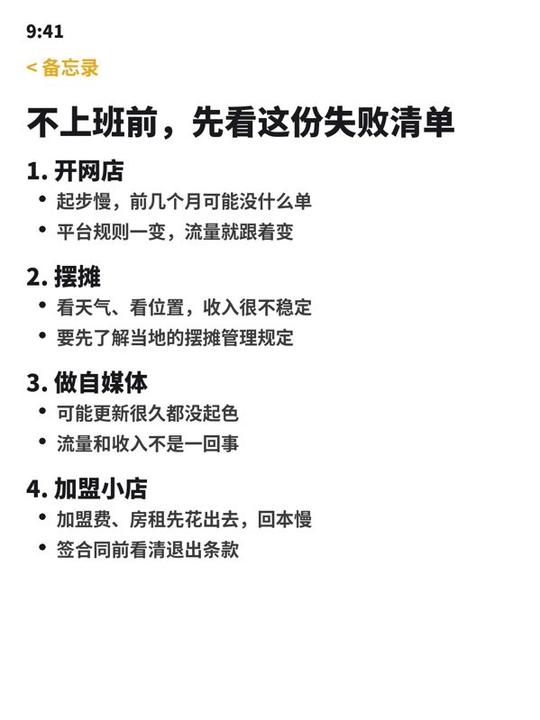 9:41
< 备忘录
不上班前，先看这份失败清单
1. 开网店
• 起步慢，前几个月可能没什么单
• 平台规则一变，流量就跟着变
2. 摆摊
• 看天气、看位置，收入很不稳定
• 要先了解当地的摆摊管理规定
3. 做自媒体
• 可能更新很久都没起色
• 流量和收入不是一回事
4. 加盟小店
• 加盟费、房租先花出去，回本慢
• 签合同前看清退出条款